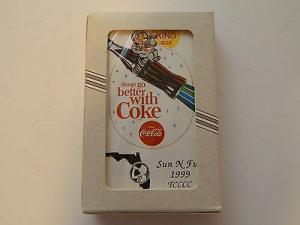 KING
SIZE
things go
better
with
Coke
Coca-Cola
Sun N Fu
1999
TCCCC